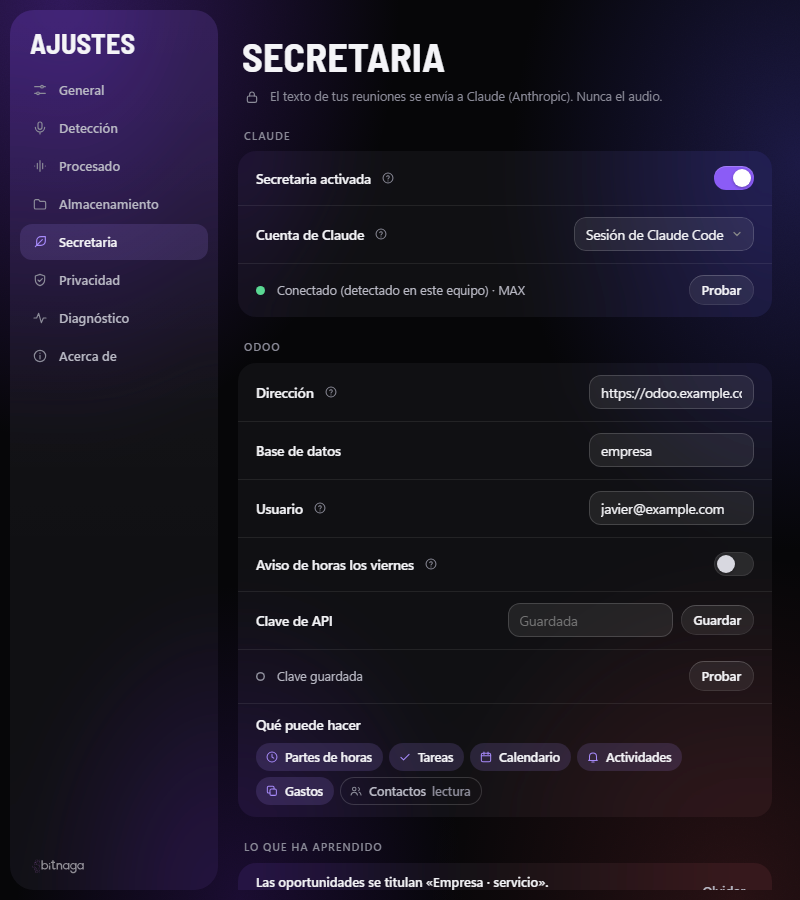 AJUSTES
General
Detección
Procesado
Almacenamiento
Secretaria
Privacidad
Diagnóstico
Acerca de
bitnaga
SECRETARIA
El texto de tus reuniones se envía a Claude (Anthropic). Nunca el audio.
CLAUDE
Secretaria activada
Cuenta de Claude
Sesión de Claude Code
Conectado (detectado en este equipo) · MAX
Probar
ODOO
Dirección
https://odoo.example.cc
Base de datos
empresa
Usuario
javier@example.com
Aviso de horas los viernes
Clave de API
Guardada
Guardar
Clave guardada
Probar
Qué puede hacer
Partes de horas
Tareas
Calendario
Actividades
Gastos
Contactos lectura
LO QUE HA APRENDIDO
Las oportunidades se titulan «Empresa · servicio».